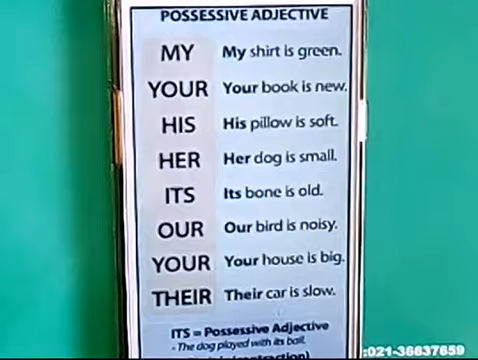 POSSESSIVE ADJECTIVE
MY My shirt is green.
YOUR Your book is new.
HIS His pillow is soft.
HER Her dog is small.
ITS Its bone is old.
OUR Our bird is noisy.
YOUR Your house is big.
THEIR Their car is slow.
ITS = Possessive Adjective
- The dog played with its ball.
contraction)
:021-36637659